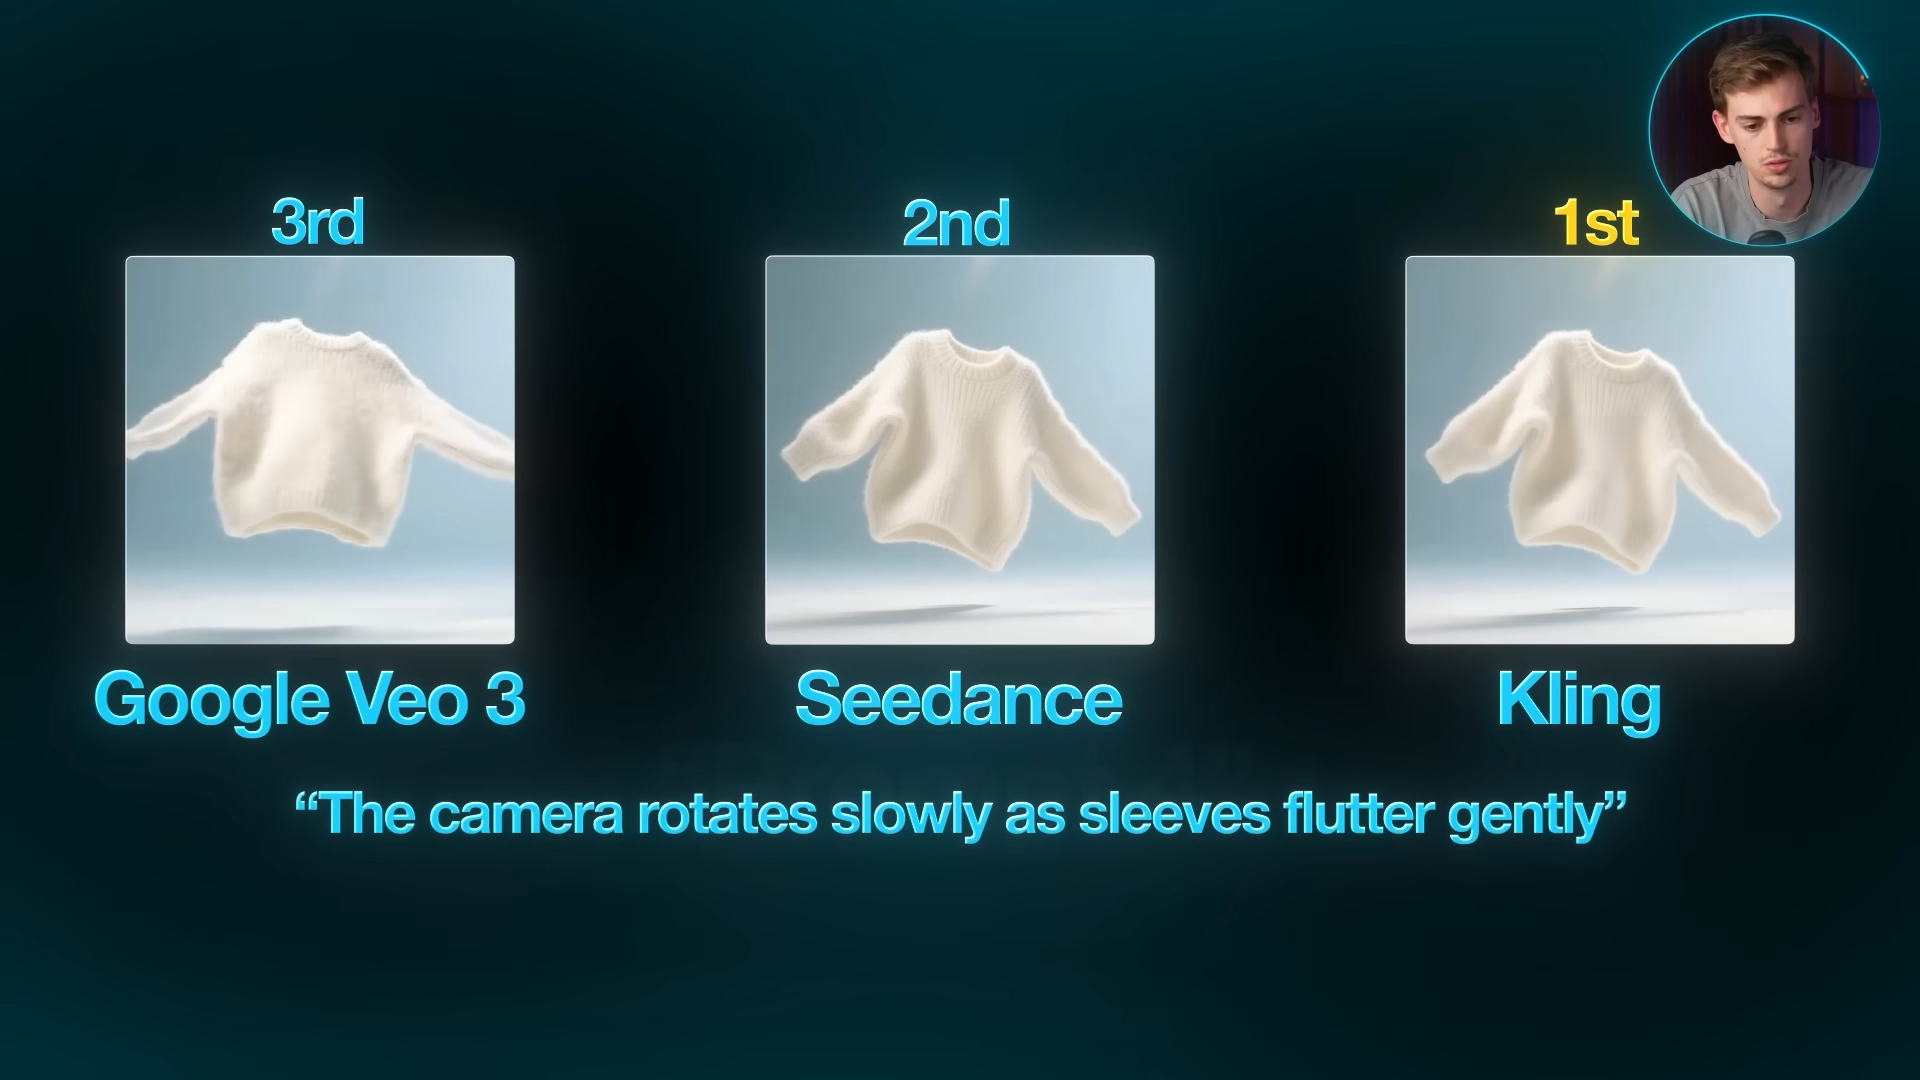 3rd
2nd
1st
Google Veo 3
Seedance
Kling
“The camera rotates slowly as sleeves flutter gently”